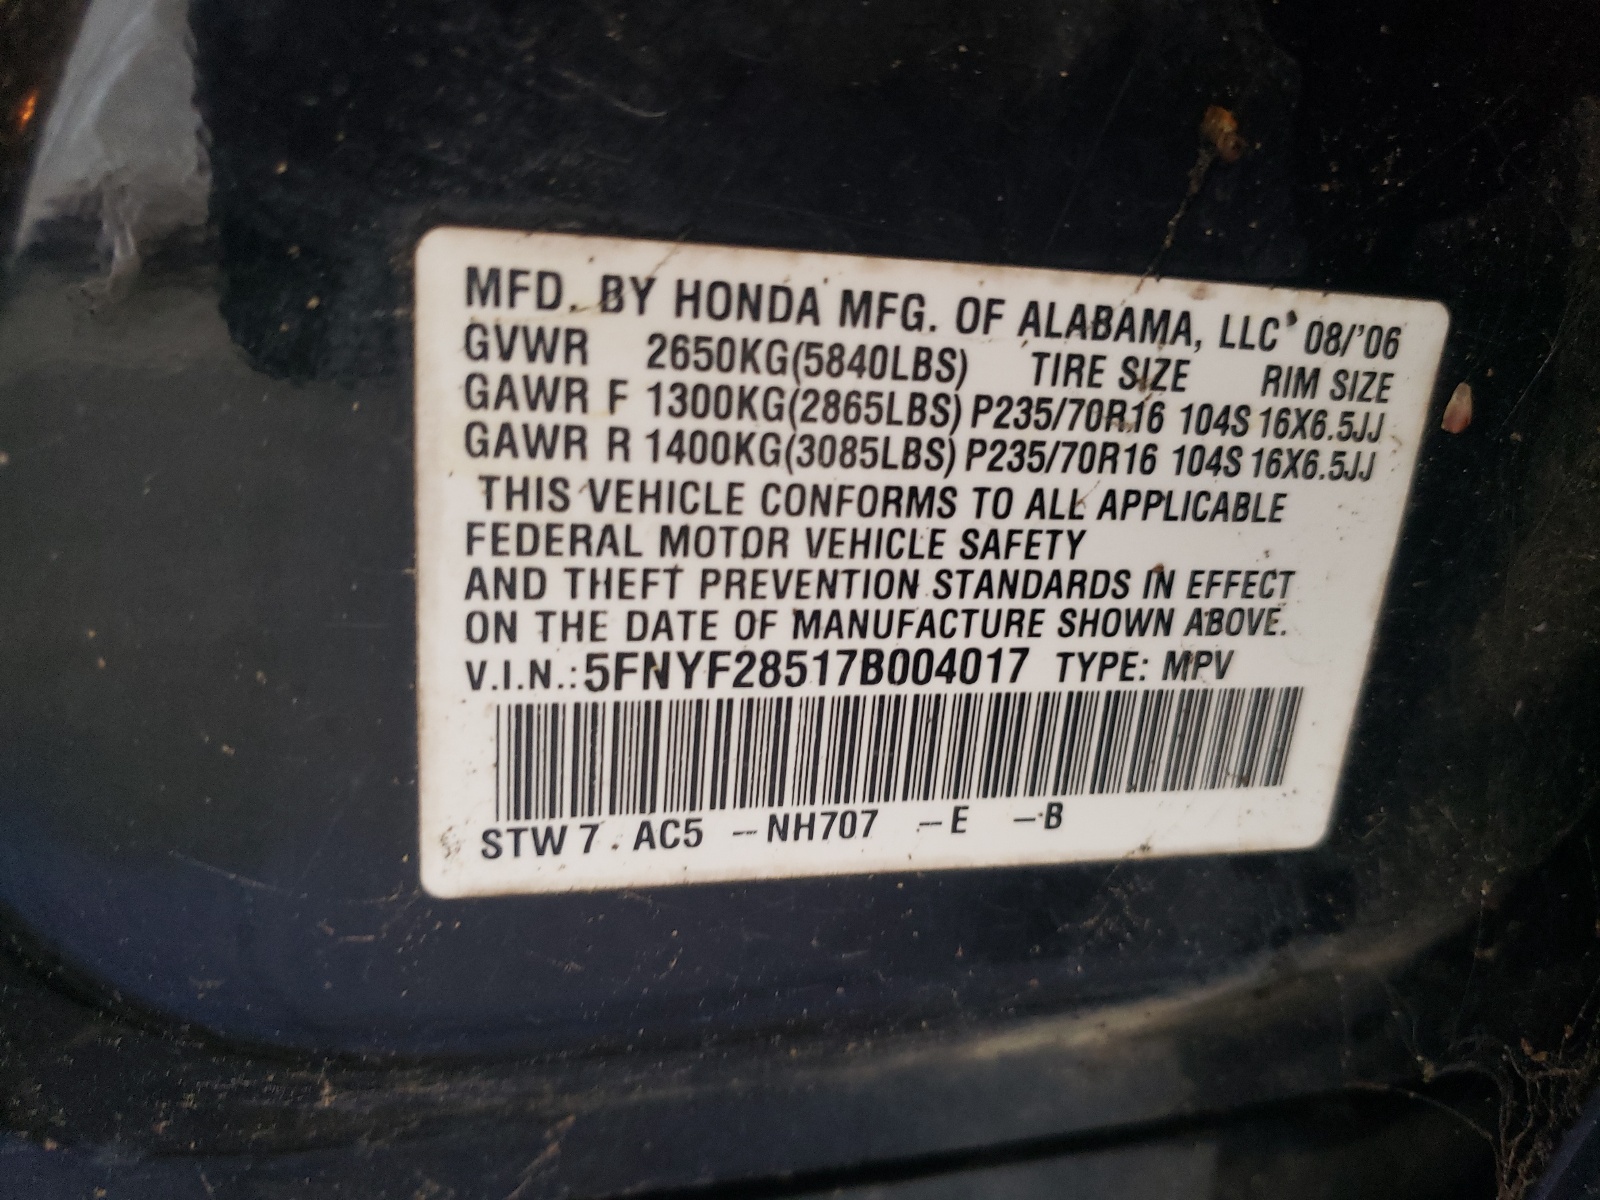 MFD. BY HONDA MFG. OF ALABAMA, LLC 08/'06
GVWR 2650KG(5840LBS) TIRE SIZE RIM SIZE
GAWR F 1300KG(2865LBS) P235/70R16 104S 16X6.5JJ
GAWR R 1400KG(3085LBS) P235/70R16 104S 16X6.5JJ
THIS VEHICLE CONFORMS TO ALL APPLICABLE
FEDERAL MOTOR VEHICLE SAFETY
AND THEFT PREVENTION STANDARDS IN EFFECT
ON THE DATE OF MANUFACTURE SHOWN ABOVE.
V.I.N.: 5FNYF28517B004017 TYPE: MPV
STW 7 . AC5 -NH707 -E -B